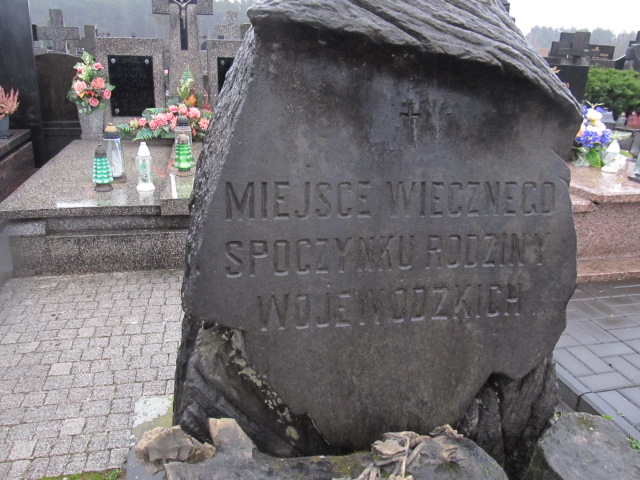 MIEJSCE WIECZNEGO
SPOCZYNKU RODZINY
WOJEWÓDZKICH